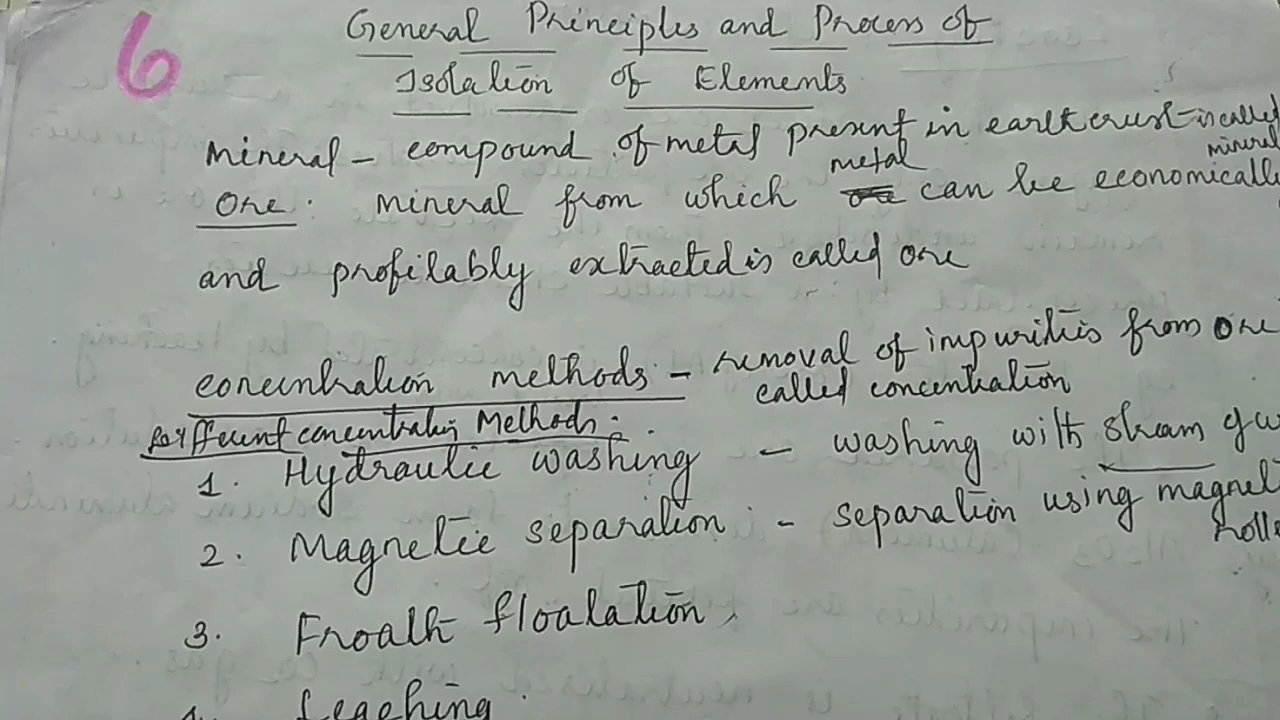 6
General Principles and Process of
Isolation of Elements
Mineral - compound of metal present in earth crust is called mineral
Ore. mineral from which metal can be economically
and profitably extracted is called ore
concentration methods - removal of impurities from ore
called concentration
Different concentration Methods:-
1. Hydraulic washing - washing with stream of
2. Magnetic separation: - separation using magnet
3. Froath floatation,
Leaching.